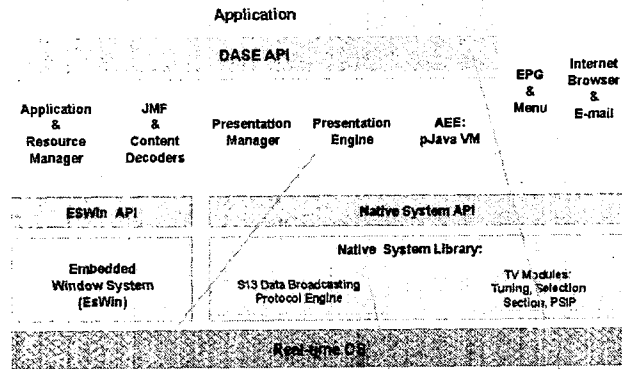 Application
DASE API
Application
&
Resource
Manager
JMF
&
Content
Decoders
Presentation
Manager
Presentation
Engine
AEE:
pJava VM
EPG
&
Menu
Internet
Browser
&
E-mail
ESWin API
Native System API
Embedded
Window System
(EsWin)
Native System Library:
S13 Data Broadcasting
Protocol Engine
TV Modules:
Tuning, Selection
Section, PSIP
Real-time OS